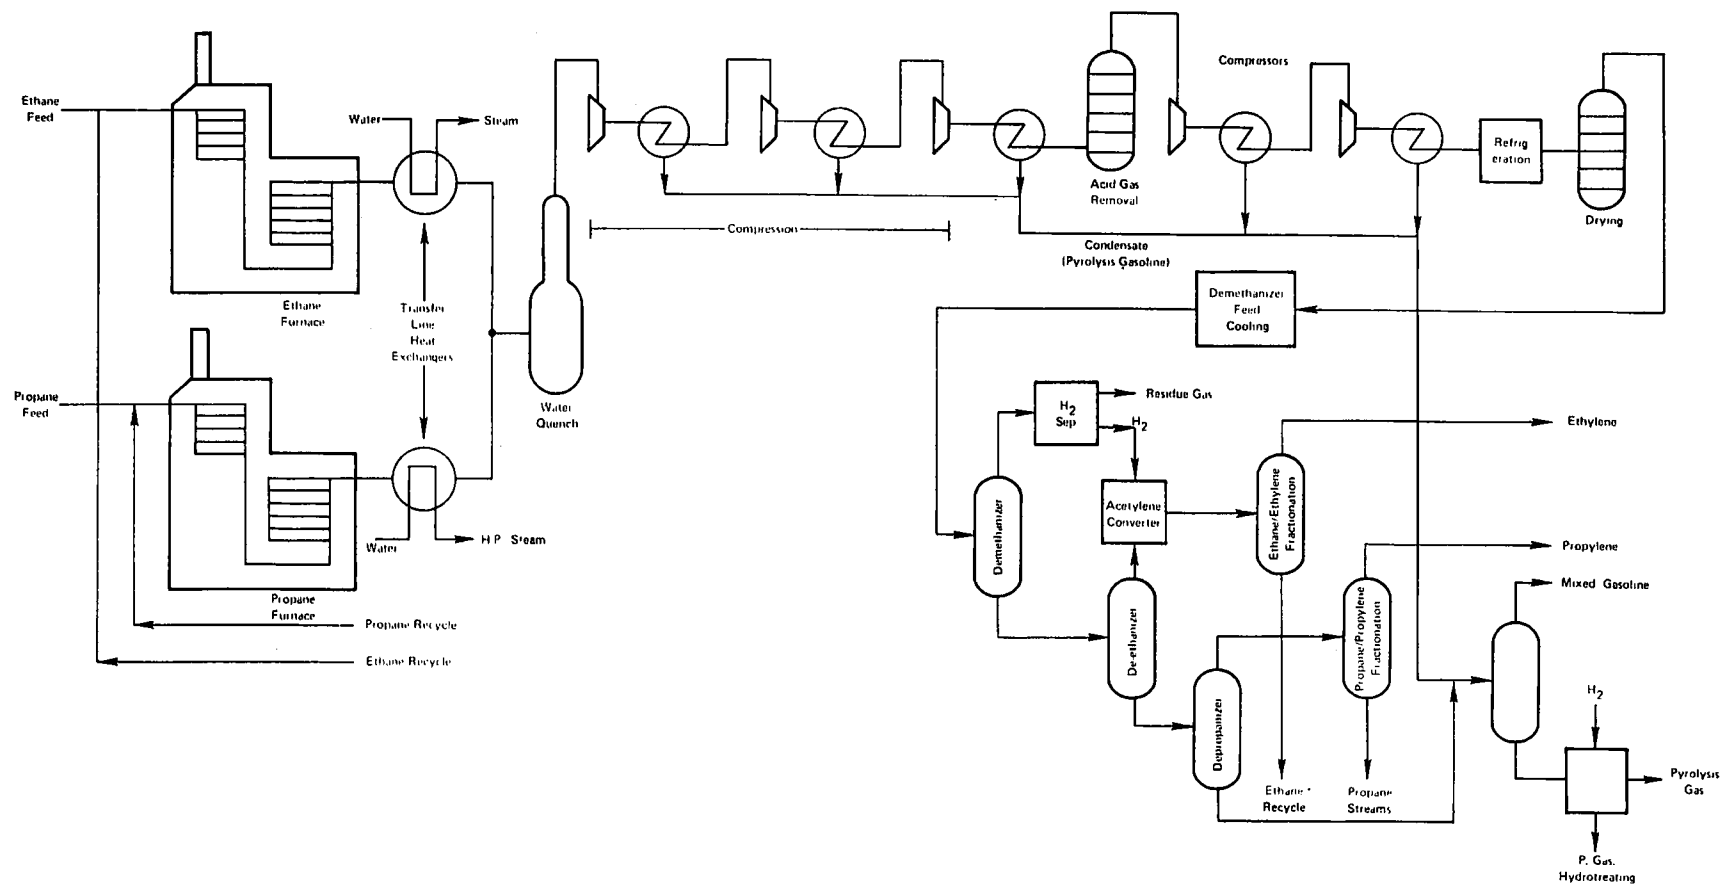 Ethane
Feed
Water
Steam
Ethane
Furnace
Transfer
Line
Heat
Exchangers
Propane
Feed
Water
H.P. Steam
Propane
Furnace
Propane Recycle
Ethane Recycle
Water
Quench
Compression
Acid Gas
Removal
Compressors
Refrig
eration
Drying
Condensate
(Pyrolysis Gasoline)
Demethanizer
Feed
Cooling
H2
Sep
Residue Gas
H2
Demethanizer
Acetylene
Converter
De-ethanizer
Ethane/Ethylene
Fractionation
Ethylene
Depropanizer
Propane/Propylene
Fractionation
Propylene
Mixed Gasoline
Ethane
Recycle
Propane
Streams
H2
Pyrolysis
Gas
P. Gas.
Hydrotreating